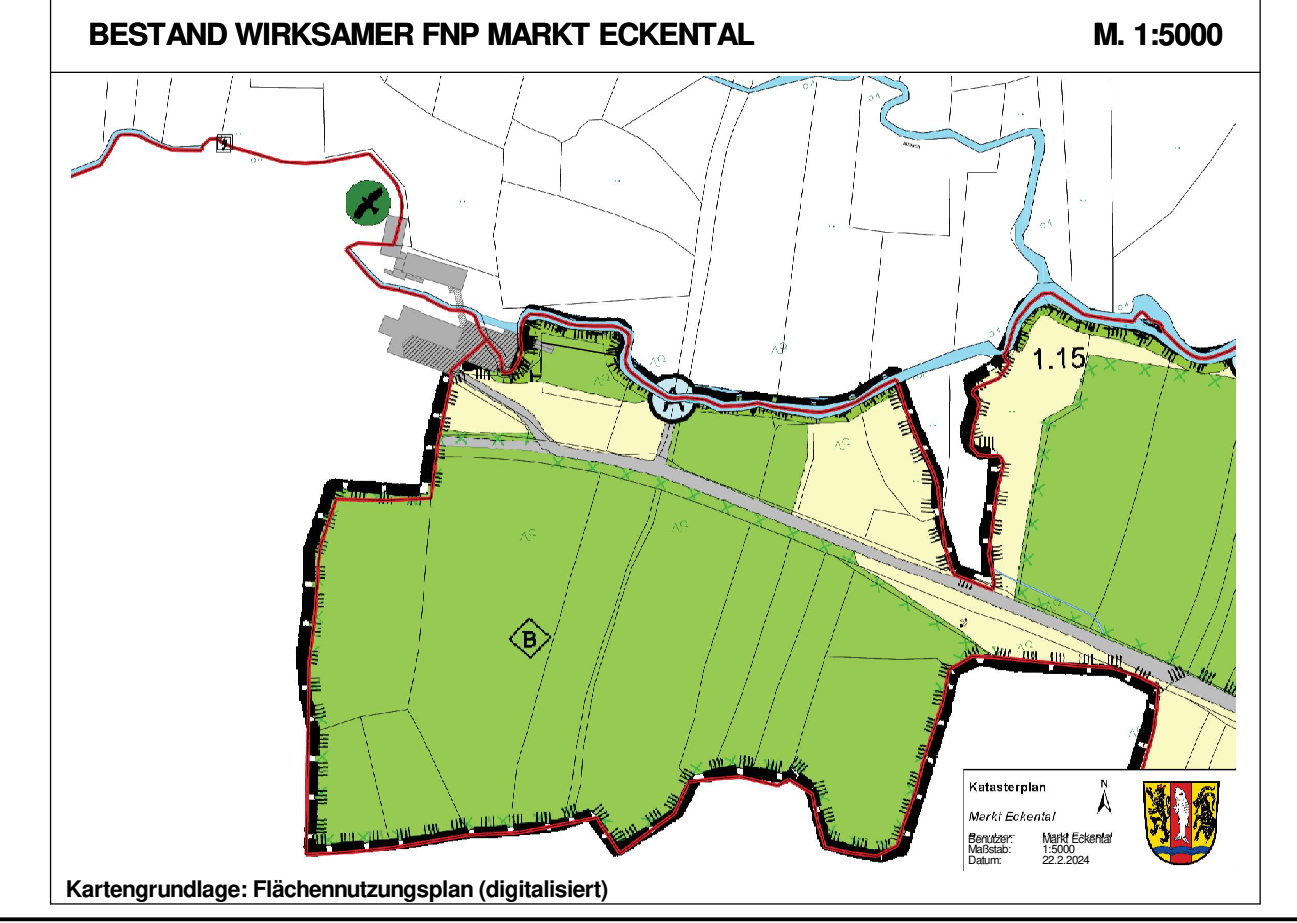 BESTAND WIRKSAMER FNP MARKT ECKENTAL M. 1:5000
1.15
B
Katasterplan N
Markt Eckental
Benutzer: Markt Eckental
Maßstab: 1:5000
Datum: 22.2.2024
Kartengrundlage: Flächennutzungsplan (digitalisiert)